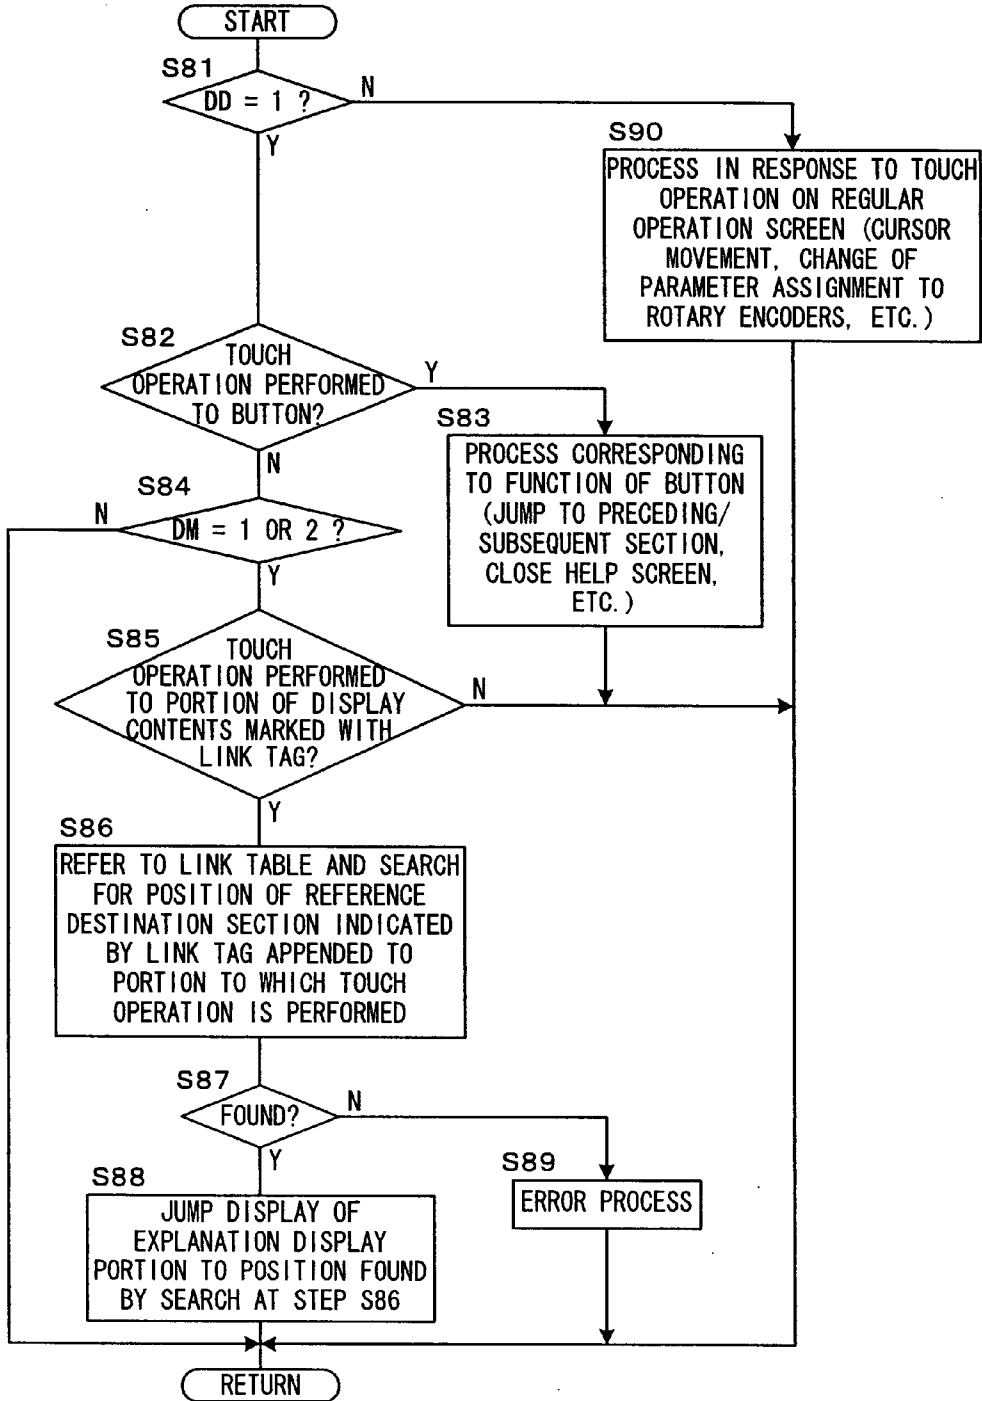 START
S81
DD = 1 ?
N
Y
S90
PROCESS IN RESPONSE TO TOUCH
OPERATION ON REGULAR
OPERATION SCREEN (CURSOR
MOVEMENT, CHANGE OF
PARAMETER ASSIGNMENT TO
ROTARY ENCODERS, ETC.)
S82
TOUCH
OPERATION PERFORMED
TO BUTTON?
Y
N
S83
PROCESS CORRESPONDING
TO FUNCTION OF BUTTON
(JUMP TO PRECEDING/
SUBSEQUENT SECTION,
CLOSE HELP SCREEN,
ETC.)
S84
N
DM = 1 OR 2 ?
Y
S85
TOUCH
OPERATION PERFORMED
TO PORTION OF DISPLAY
CONTENTS MARKED WITH
LINK TAG?
N
Y
S86
REFER TO LINK TABLE AND SEARCH
FOR POSITION OF REFERENCE
DESTINATION SECTION INDICATED
BY LINK TAG APPENDED TO
PORTION TO WHICH TOUCH
OPERATION IS PERFORMED
S87
FOUND?
N
Y
S88
JUMP DISPLAY OF
EXPLANATION DISPLAY
PORTION TO POSITION FOUND
BY SEARCH AT STEP S86
S89
ERROR PROCESS
RETURN